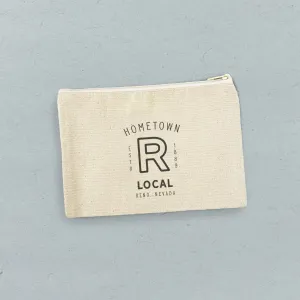 HOMETOWN
ESTD
R
1868
LOCAL
RENO, NEVADA